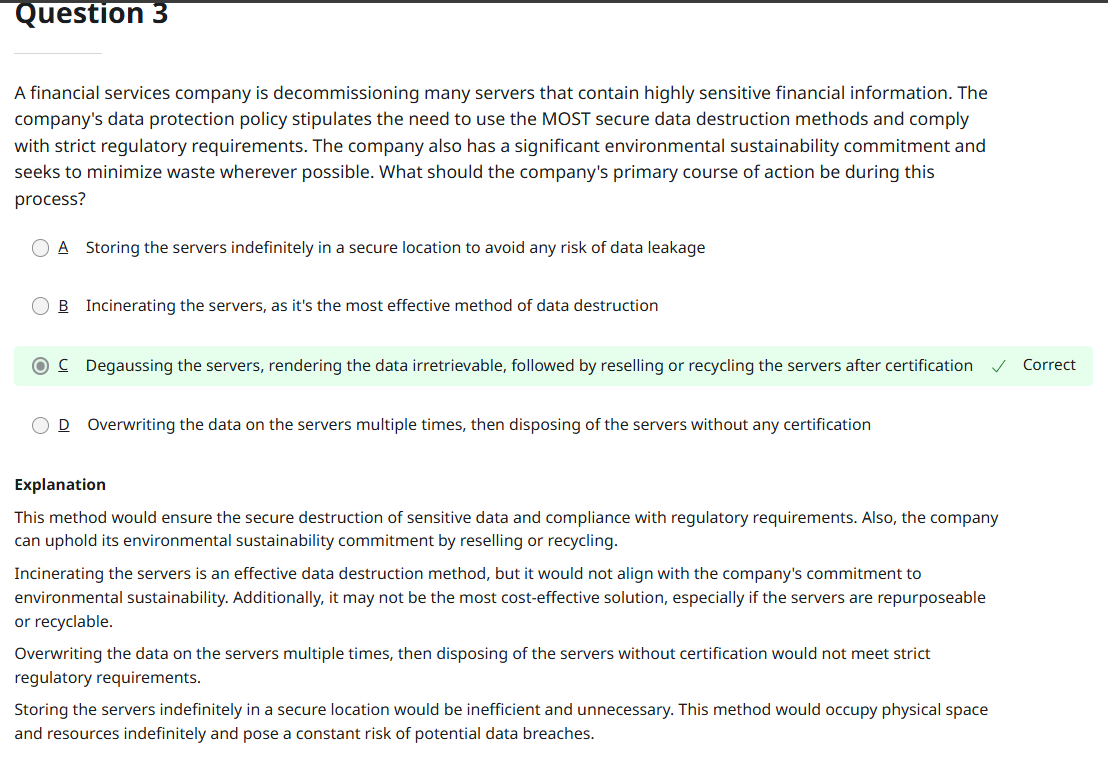 Question 3
A financial services company is decommissioning many servers that contain highly sensitive financial information. The
company's data protection policy stipulates the need to use the MOST secure data destruction methods and comply
with strict regulatory requirements. The company also has a significant environmental sustainability commitment and
seeks to minimize waste wherever possible. What should the company's primary course of action be during this
process?
A Storing the servers indefinitely in a secure location to avoid any risk of data leakage
B Incinerating the servers, as it's the most effective method of data destruction
C Degaussing the servers, rendering the data irretrievable, followed by reselling or recycling the servers after certification ✓ Correct
D Overwriting the data on the servers multiple times, then disposing of the servers without any certification
Explanation
This method would ensure the secure destruction of sensitive data and compliance with regulatory requirements. Also, the company
can uphold its environmental sustainability commitment by reselling or recycling.
Incinerating the servers is an effective data destruction method, but it would not align with the company's commitment to
environmental sustainability. Additionally, it may not be the most cost-effective solution, especially if the servers are repurposeable
or recyclable.
Overwriting the data on the servers multiple times, then disposing of the servers without certification would not meet strict
regulatory requirements.
Storing the servers indefinitely in a secure location would be inefficient and unnecessary. This method would occupy physical space
and resources indefinitely and pose a constant risk of potential data breaches.